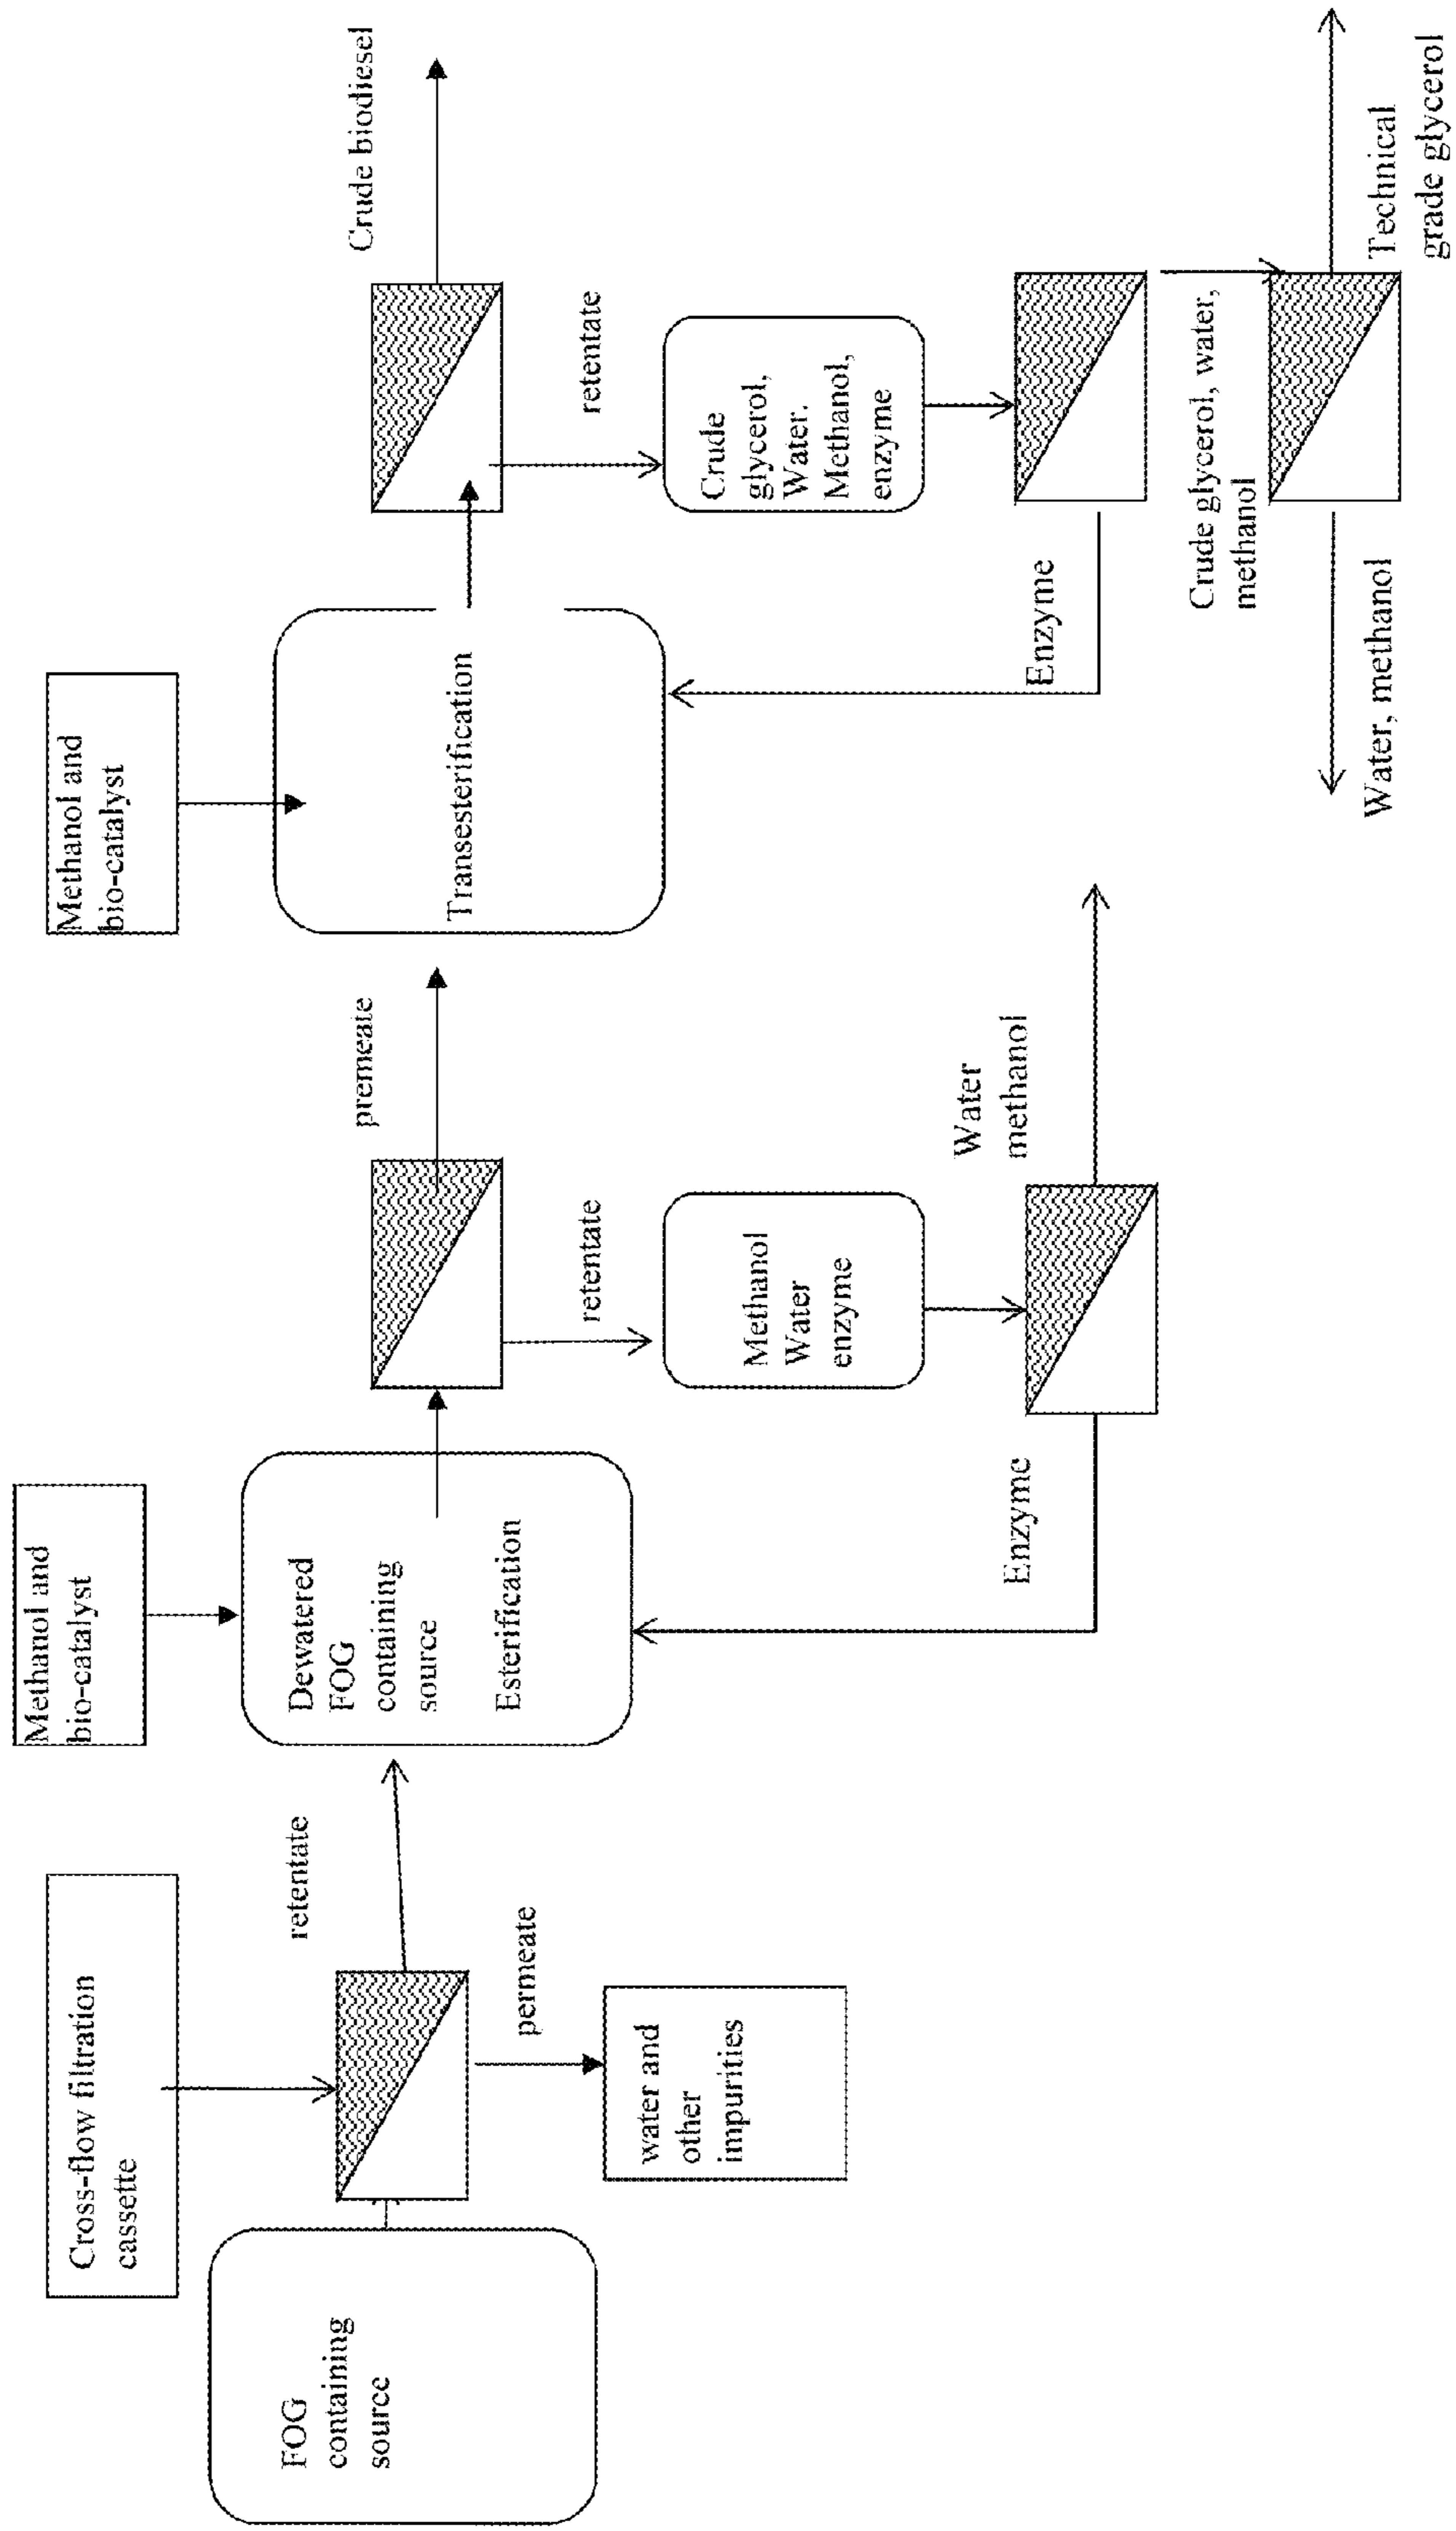 Cross-flow filtration
cassette
FOG
containing
source
retentate
permeate
water and
other
impurities
Methanol and
bio-catalyst
Dewatered
FOG
containing
source
Esterification
premeate
retentate
Methanol
Water
enzyme
Enzyme
Water
methanol
Methanol and
bio-catalyst
Transesterification
Crude biodiesel
retentate
Crude
glycerol,
Water.
Methanol,
enzyme
Enzyme
Crude glycerol, water,
methanol
Water, methanol
Technical
grade glycerol